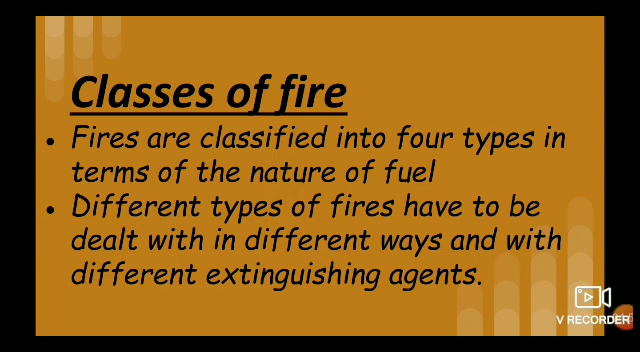 Classes of fire
• Fires are classified into four types in
terms of the nature of fuel
• Different types of fires have to be
dealt with in different ways and with
different extinguishing agents.
V RECORDER